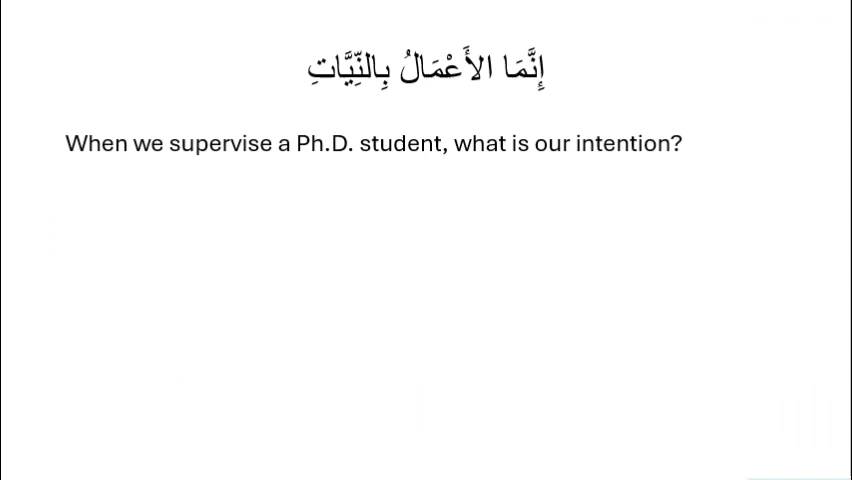 إِنَّمَا الأَعْمَالُ بِالنِّيَّاتِ
When we supervise a Ph.D. student, what is our intention?